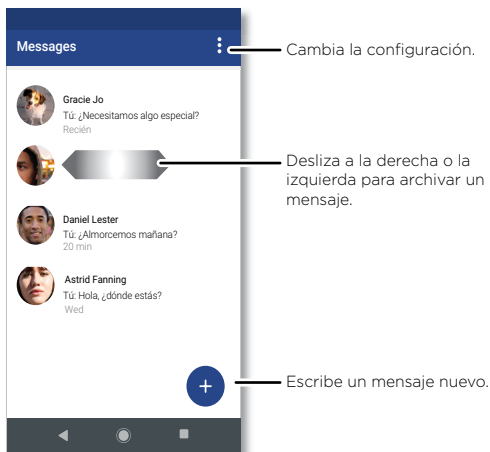 Messages
Cambia la configuración.
Gracie Jo
Tú: ¿Necesitamos algo especial?
Recién
Desliza a la derecha o la
izquierda para archivar un
mensaje.
Daniel Lester
Tú: ¿Almorcemos mañana?
20 min
Astrid Fanning
Tú: Hola, ¿dónde estás?
Wed
+
Escribe un mensaje nuevo.